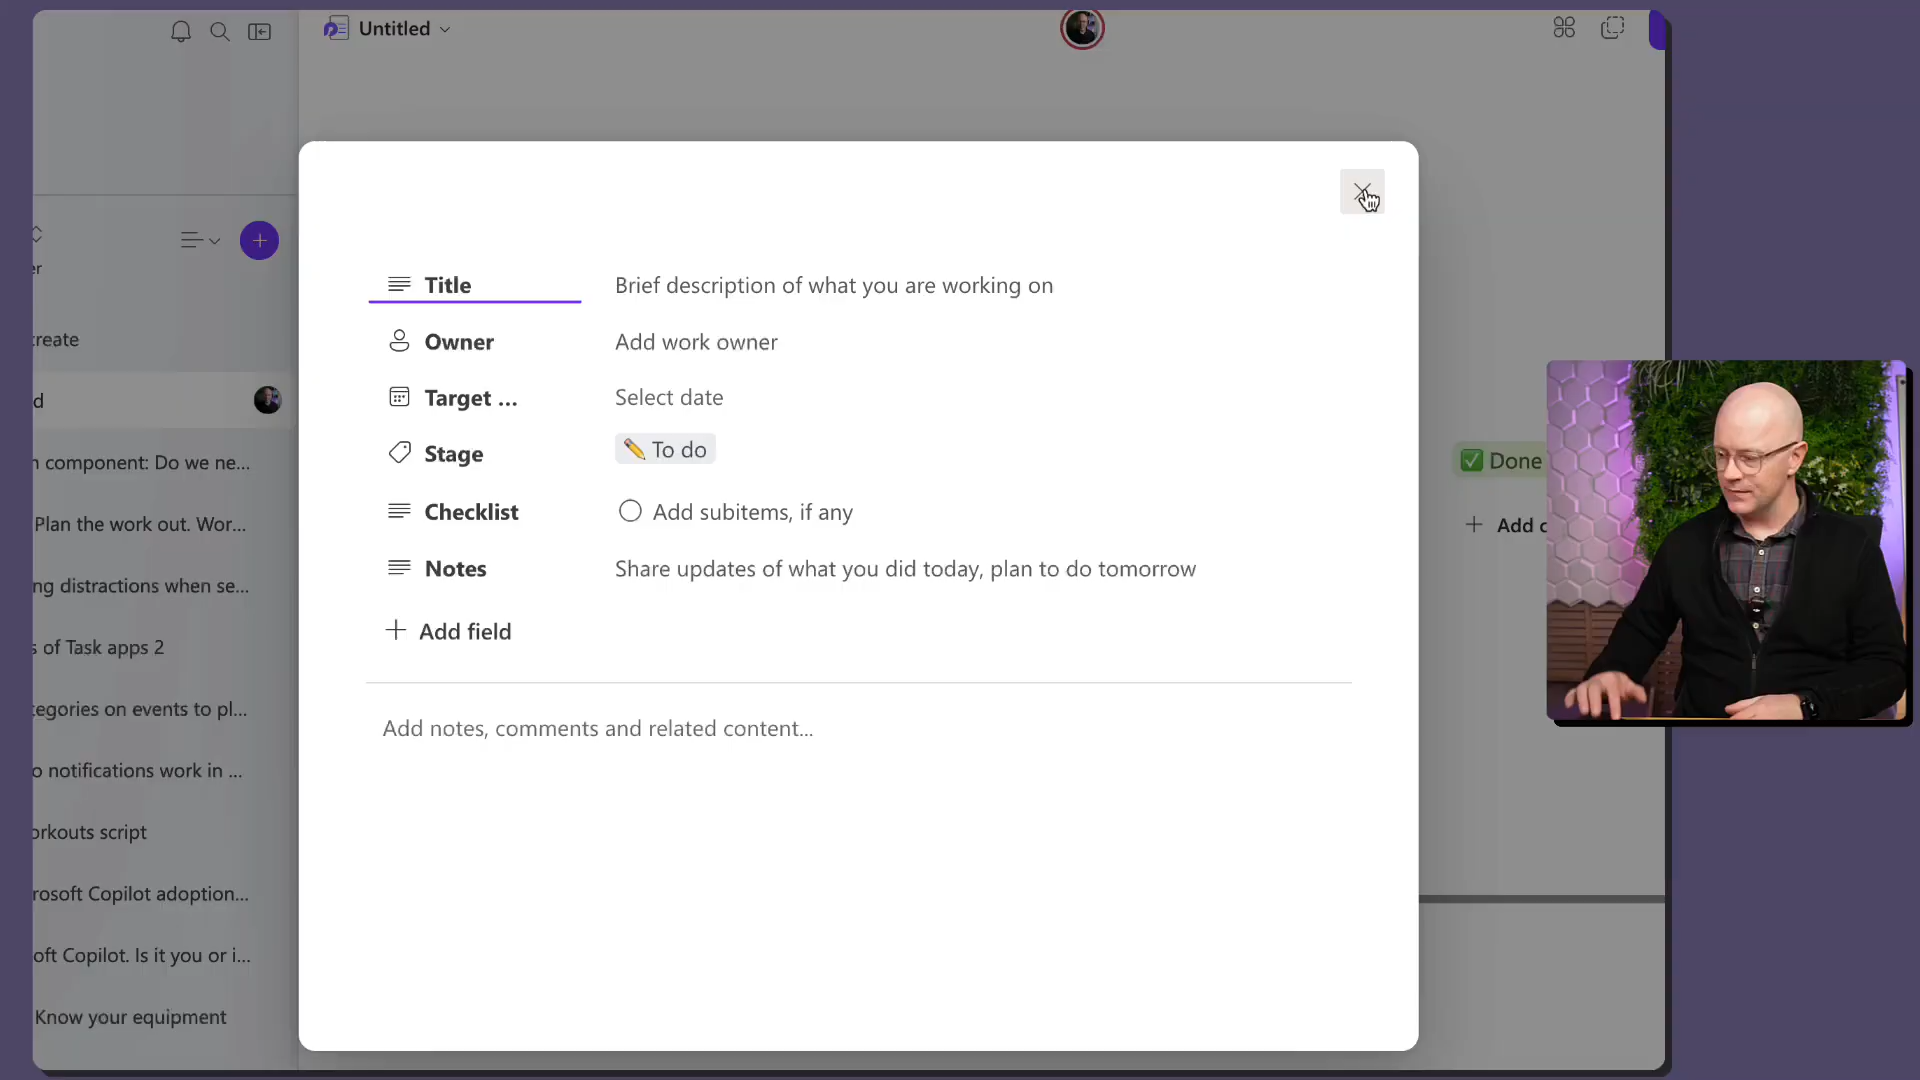 Untitled
er
create
d
n component: Do we ne...
Plan the work out. Wor...
ng distractions when se...
s of Task apps 2
tegories on events to pl...
o notifications work in ...
orkouts script
rosoft Copilot adoption...
oft Copilot. Is it you or i...
Know your equipment
Title
Brief description of what you are working on
Owner
Add work owner
Target ...
Select date
Stage
✏️ To do
Checklist
Add subitems, if any
Notes
Share updates of what you did today, plan to do tomorrow
+ Add field
Add notes, comments and related content...
✅ Done
+ Add c